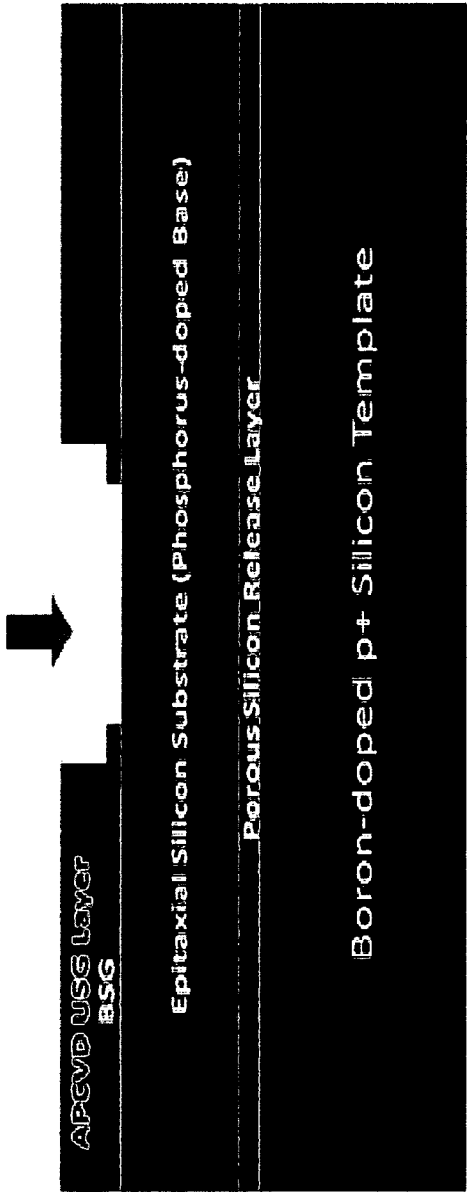 APCVD USG Layer
BSG
Epitaxial Silicon Substrate (Phosphorus-doped Base)
Porous Silicon Release Layer
Boron-doped p+ Silicon Template